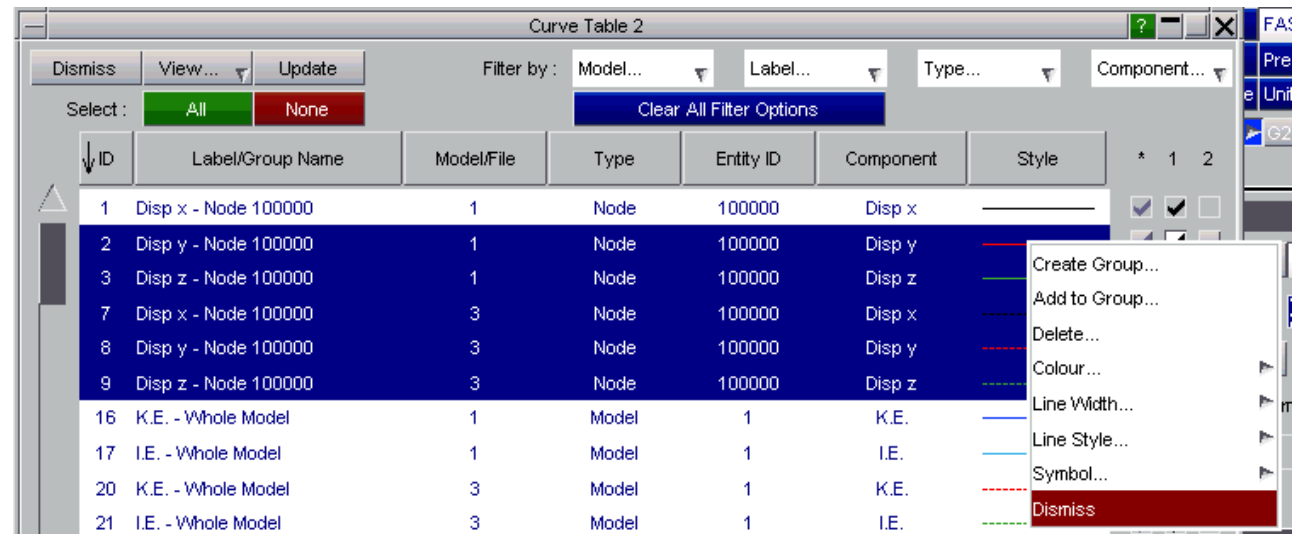 Curve Table 2 ? FAS
Dismiss View... Update Filter by : Model... Label... Type... Component... Pre
Select : All None Clear All Filter Options e Unit
G2
ID Label/Group Name Model/File Type Entity ID Component Style * 1 2
1 Disp x - Node 100000 1 Node 100000 Disp x
2 Disp y - Node 100000 1 Node 100000 Disp y
3 Disp z - Node 100000 1 Node 100000 Disp z
7 Disp x - Node 100000 3 Node 100000 Disp x
8 Disp y - Node 100000 3 Node 100000 Disp y
9 Disp z - Node 100000 3 Node 100000 Disp z
16 K.E. - Whole Model 1 Model 1 K.E.
17 I.E. - Whole Model 1 Model 1 I.E.
20 K.E. - Whole Model 3 Model 1 K.E.
21 I.E. - Whole Model 3 Model 1 I.E.
Create Group...
Add to Group...
Delete...
Colour...
Line Width...
Line Style...
Symbol...
Dismiss